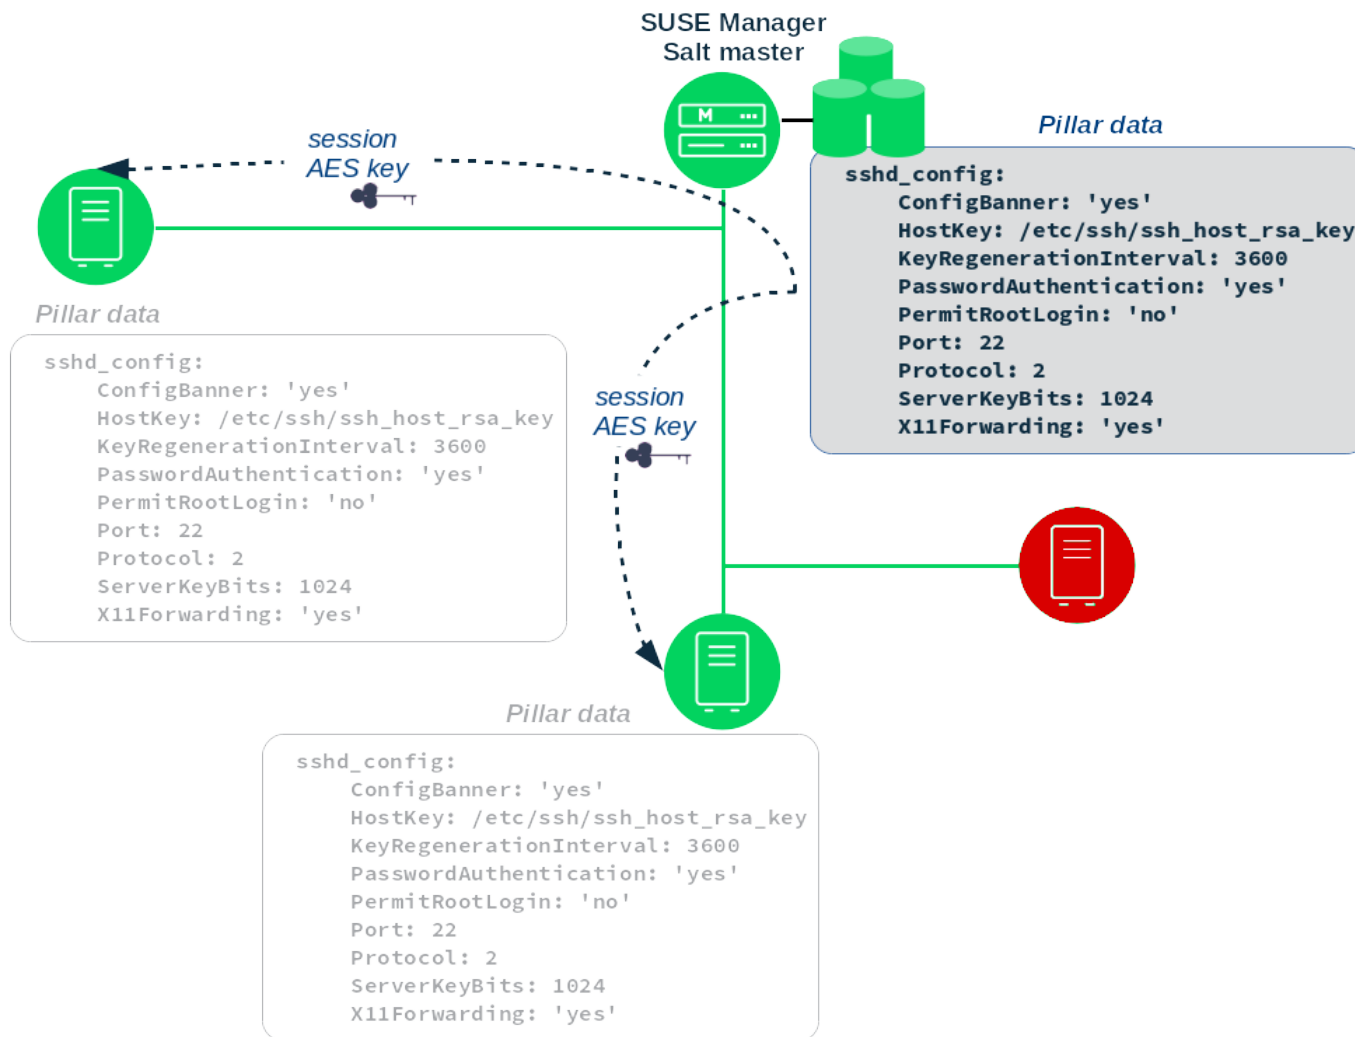 SUSE Manager
Salt master
M
Pillar data
sshd_config:
    ConfigBanner: 'yes'
    HostKey: /etc/ssh/ssh_host_rsa_key
    KeyRegenerationInterval: 3600
    PasswordAuthentication: 'yes'
    PermitRootLogin: 'no'
    Port: 22
    Protocol: 2
    ServerKeyBits: 1024
    X11Forwarding: 'yes'
session
AES key
Pillar data
sshd_config:
    ConfigBanner: 'yes'
    HostKey: /etc/ssh/ssh_host_rsa_key
    KeyRegenerationInterval: 3600
    PasswordAuthentication: 'yes'
    PermitRootLogin: 'no'
    Port: 22
    Protocol: 2
    ServerKeyBits: 1024
    X11Forwarding: 'yes'
session
AES key
Pillar data
sshd_config:
    ConfigBanner: 'yes'
    HostKey: /etc/ssh/ssh_host_rsa_key
    KeyRegenerationInterval: 3600
    PasswordAuthentication: 'yes'
    PermitRootLogin: 'no'
    Port: 22
    Protocol: 2
    ServerKeyBits: 1024
    X11Forwarding: 'yes'